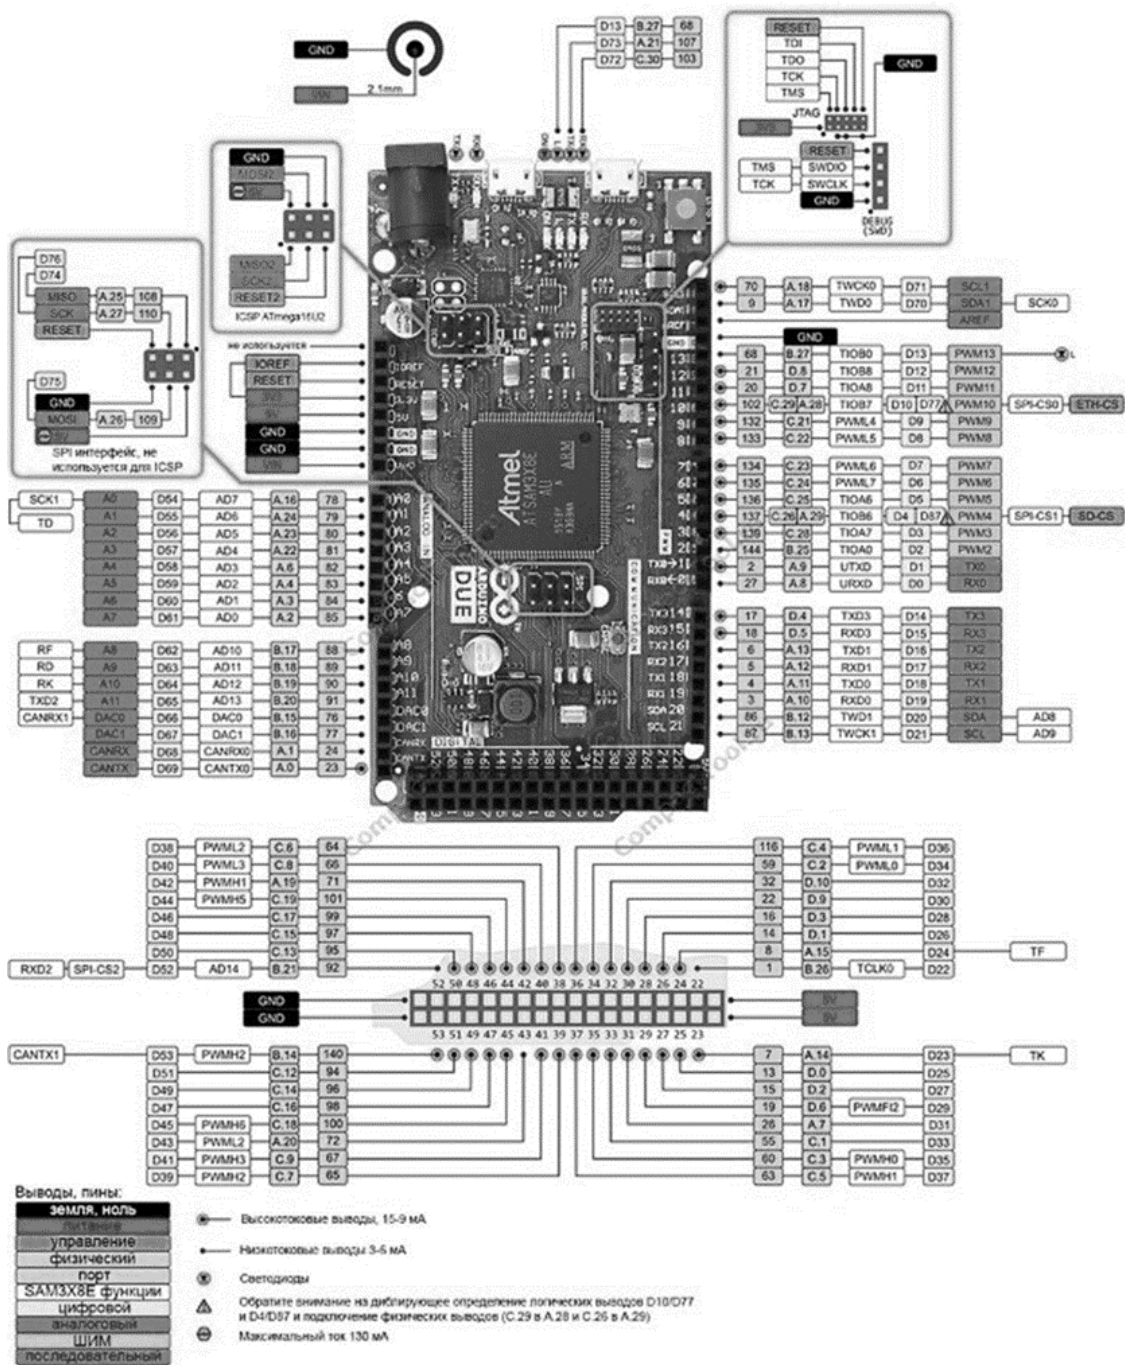 GND
2.1mm
D13 B.27 68
D73 A.21 107
D72 C.30 103
RESET
TDI
TDO
TCK
TMS
GND
JTAG
RESET
TMS SWDIO
TCK SWCLK
GND
DEBUG
(SWD)
GND
MOSI2
5V
MISO2
SCK2
RESET2
ICSP ATmega16U2
D76
D74
MISO A.25 108
SCK A.27 110
RESET
D75
GND
MOSI A.26 109
5V
SPI интерфейс, не
используется для ICSP
не используется
IOREF
RESET
3V3
5V
GND
GND
VIN
TX
RX
ON
L
TX
RX
70 A.18 TWCK0 D71 SCL1
9 A.17 TWD0 D70 SDA1 SCK0
AREF
GND
68 B.27 TIOB0 D13 PWM13 L
21 D.8 TIOB8 D12 PWM12
20 D.7 TIOA8 D11 PWM11
102 C.29 A.28 TIOB7 D10 D77 PWM10 SPI-CS0 ETH-CS
132 C.21 PWML4 D9 PWM9
133 C.22 PWML5 D8 PWM8
134 C.23 PWML6 D7 PWM7
135 C.24 PWML7 D6 PWM6
136 C.25 TIOA6 D5 PWM5
137 C.26 A.29 TIOB6 D4 D87 PWM4 SPI-CS1 SD-CS
139 C.28 TIOA7 D3 PWM3
144 B.25 TIOA0 D2 PWM2
2 A.9 UTXD D1 TX0
27 A.8 URXD D0 RX0
17 D.4 TXD3 D14 TX3
18 D.5 RXD3 D15 RX3
6 A.13 TXD1 D16 TX2
5 A.12 RXD1 D17 RX2
4 A.11 TXD0 D18 TX1
3 A.10 RXD0 D19 RX1
86 B.12 TWD1 D20 SDA AD8
87 B.13 TWCK1 D21 SCL AD9
SCK1 A0 D54 AD7 A.16 78
TD A1 D55 AD6 A.24 79
A2 D56 AD5 A.23 80
A3 D57 AD4 A.22 81
A4 D58 AD3 A.6 82
A5 D59 AD2 A.4 83
A6 D60 AD1 A.3 84
A7 D61 AD0 A.2 85
RF A8 D62 AD10 B.17 88
RD A9 D63 AD11 B.18 89
RK A10 D64 AD12 B.19 90
TXD2 A11 D65 AD13 B.20 91
CANRX1 DAC0 D66 DAC0 B.15 76
DAC1 D67 DAC1 B.16 77
CANRX D68 CANRX0 A.1 24
CANTX D69 CANTX0 A.0 23
Atmel
ATSAM3X8E
AU
ARM
ARDUINO
DUE
ANALOG IN
PWM
COMMUNICATION
SPI
DIGITAL
D38 PWML2 C.6 64
D40 PWML3 C.8 66
D42 PWMH1 A.19 71
D44 PWMH5 C.19 101
D46 C.17 99
D48 C.15 97
D50 C.13 95
RXD2 SPI-CS2 D52 AD14 B.21 92
116 C.4 PWML1 D36
59 C.2 PWML0 D34
32 D.10 D32
22 D.9 D30
16 D.3 D28
14 D.1 D26
8 A.15 D24 TF
1 B.26 TCLK0 D22
52 50 48 46 44 42 40 38 36 34 32 30 28 26 24 22
GND 5V
GND 5V
53 51 49 47 45 43 41 39 37 35 33 31 29 27 25 23
CANTX1 D53 PWMH2 B.14 140
D51 C.12 94
D49 C.14 96
D47 C.16 98
D45 PWMH6 C.18 100
D43 PWML2 A.20 72
D41 PWMH3 C.9 67
D39 PWMH2 C.7 65
7 A.14 D23 TK
13 D.0 D25
15 D.2 D27
19 D.6 PWMFI2 D29
26 A.7 D31
55 C.1 D33
60 C.3 PWMH0 D35
63 C.5 PWMH1 D37
Выводы, пины:
земля, ноль
питание
управление
физический
порт
SAM3X8E функции
цифровой
аналоговый
ШИМ
последовательный
Высокотоковые выводы, 15-9 мА
Низкотоковые выводы 3-6 мА
Светодиоды
Обратите внимание на диблирующее определение логических выводов D10/D77
и D4/D87 и подключение физических выводов (C.29 в A.28 и C.26 в A.29)
Максимальный ток 130 мА